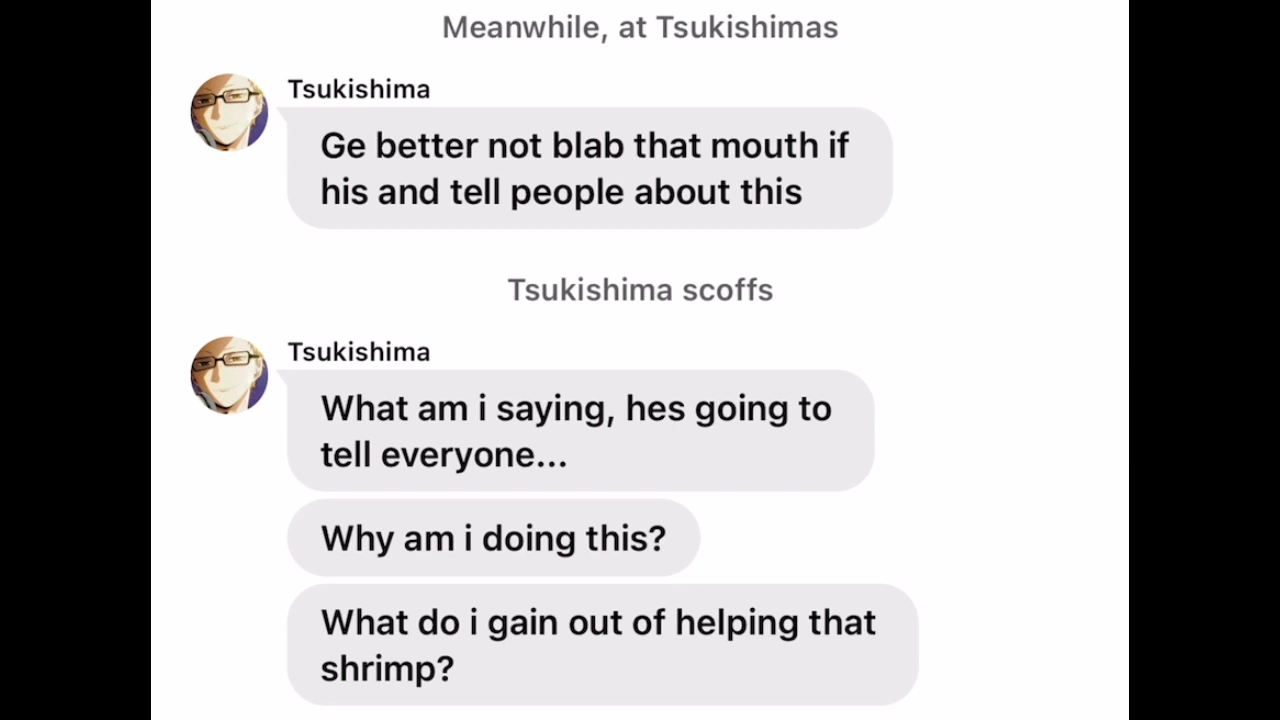 Meanwhile, at Tsukishimas
Tsukishima
Ge better not blab that mouth if
his and tell people about this
Tsukishima scoffs
Tsukishima
What am i saying, hes going to
tell everyone...
Why am i doing this?
What do i gain out of helping that
shrimp?